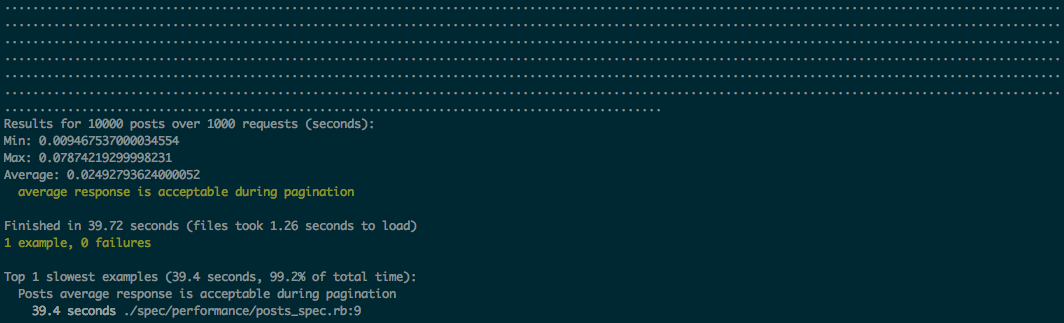 Results for 10000 posts over 1000 requests (seconds):
Min: 0.009467537000034554
Max: 0.07874219299998231
Average: 0.02492793624000052
average response is acceptable during pagination
Finished in 39.72 seconds (files took 1.26 seconds to load)
1 example, 0 failures
Top 1 slowest examples (39.4 seconds, 99.2% of total time):
Posts average response is acceptable during pagination
39.4 seconds ./spec/performance/posts_spec.rb:9